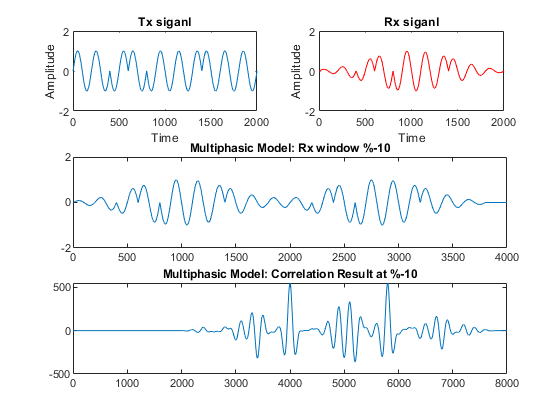 Tx siganl
Rx siganl
2
0
-2
Amplitude
0 500 1000 1500 2000
Time
2
0
-2
Amplitude
0 500 1000 1500 2000
Time
Multiphasic Model: Rx window %-10
2
0
-2
0 500 1000 1500 2000 2500 3000 3500 4000
Multiphasic Model: Correlation Result at %-10
500
0
-500
0 1000 2000 3000 4000 5000 6000 7000 8000